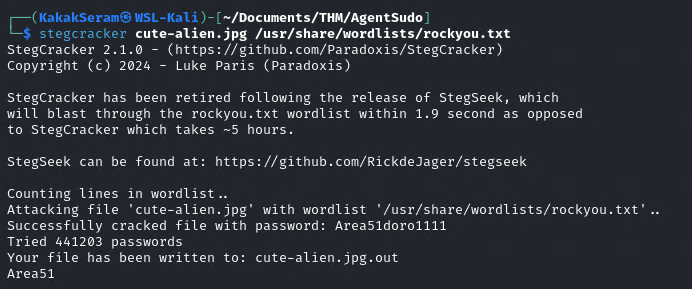 ┌──(KakakSeram㉿WSL-Kali)-[~/Documents/THM/AgentSudo]
└─$ stegcracker cute-alien.jpg /usr/share/wordlists/rockyou.txt
StegCracker 2.1.0 - (https://github.com/Paradoxis/StegCracker)
Copyright (c) 2024 - Luke Paris (Paradoxis)

StegCracker has been retired following the release of StegSeek, which
will blast through the rockyou.txt wordlist within 1.9 second as opposed
to StegCracker which takes ~5 hours.

StegSeek can be found at: https://github.com/RickdeJager/stegseek

Counting lines in wordlist..
Attacking file 'cute-alien.jpg' with wordlist '/usr/share/wordlists/rockyou.txt'..
Successfully cracked file with password: Area51doro1111
Tried 441203 passwords
Your file has been written to: cute-alien.jpg.out
Area51